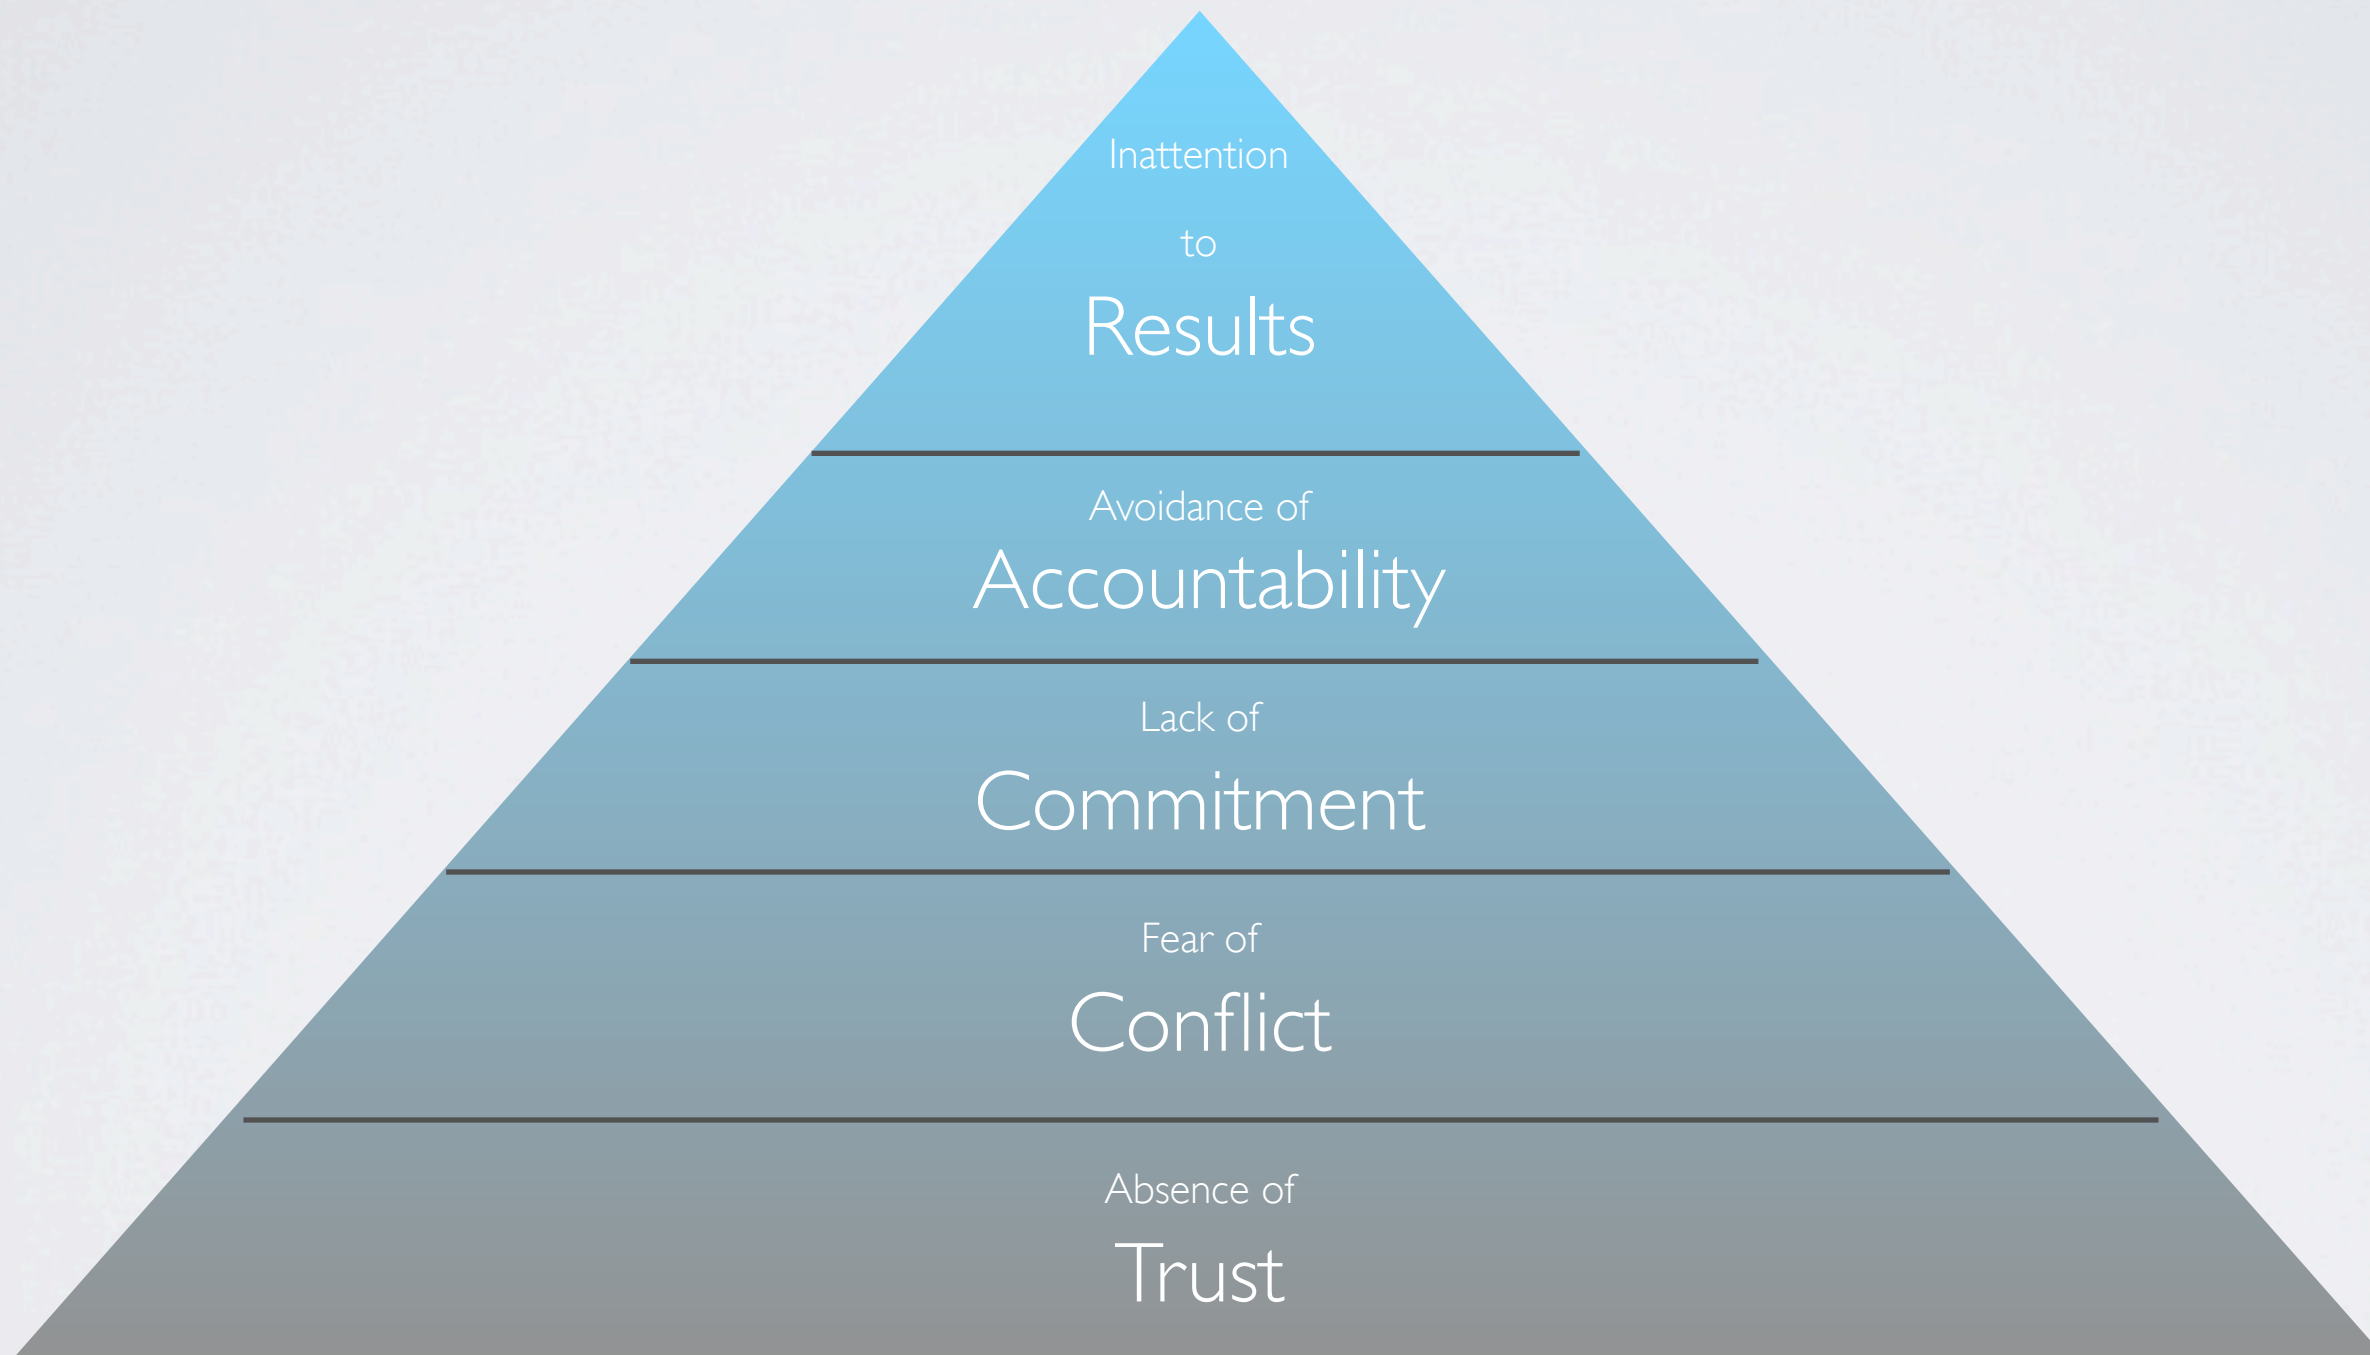 Inattention
to
Results
Avoidance of
Accountability
Lack of
Commitment
Fear of
Conflict
Absence of
Trust